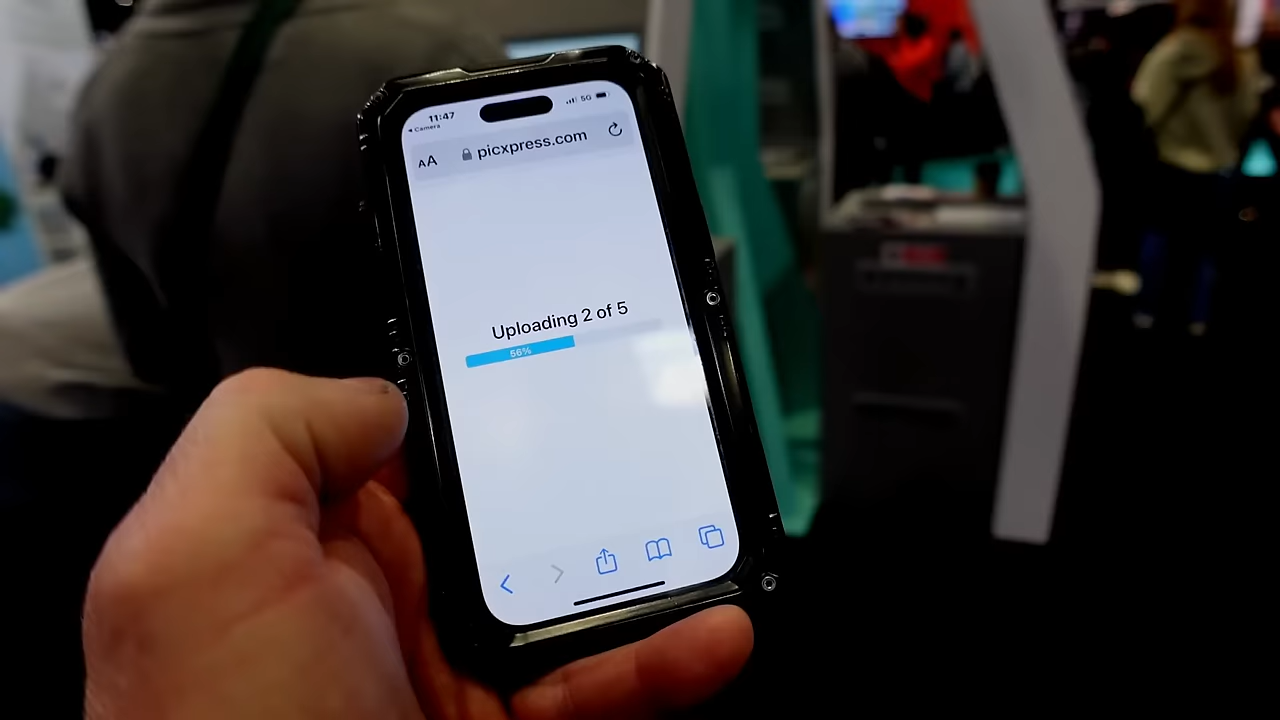 11:47
5G
◂ Camera
AA picxpress.com
Uploading 2 of 5
56%